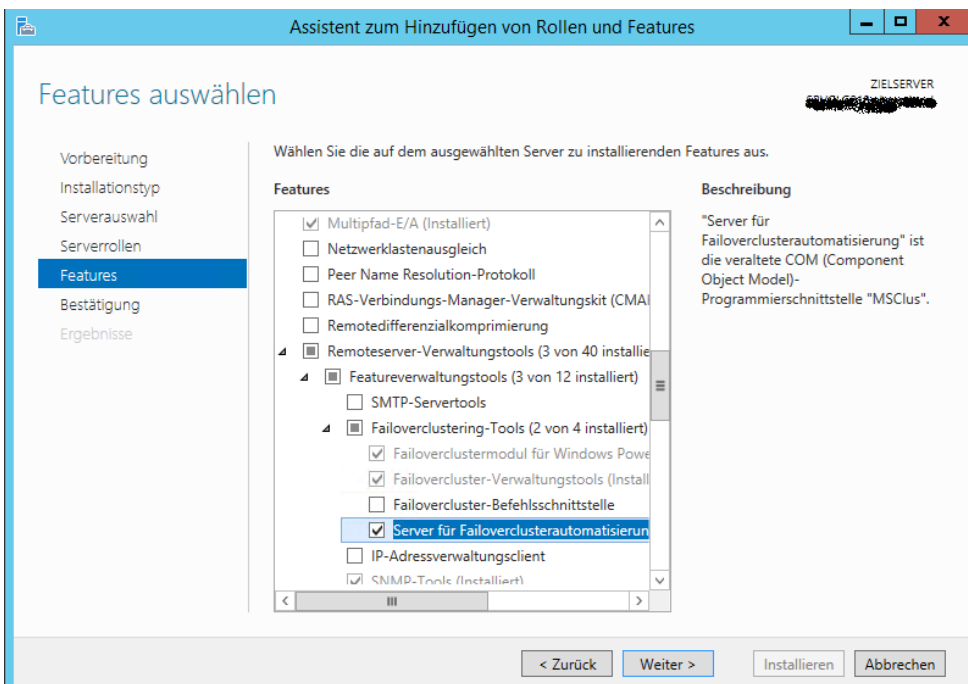 Assistent zum Hinzufügen von Rollen und Features
Features auswählen
ZIELSERVER
Vorbereitung
Installationstyp
Serverauswahl
Serverrollen
Features
Bestätigung
Ergebnisse
Wählen Sie die auf dem ausgewählten Server zu installierenden Features aus.
Features
Multipfad-E/A (Installiert)
Netzwerklastenausgleich
Peer Name Resolution-Protokoll
RAS-Verbindungs-Manager-Verwaltungskit (CMA
Remotedifferenzialkomprimierung
Remoteserver-Verwaltungstools (3 von 40 installie
Featureverwaltungstools (3 von 12 installiert)
SMTP-Servertools
Failoverclustering-Tools (2 von 4 installiert)
Failoverclustermodul für Windows Powe
Failovercluster-Verwaltungstools (Install
Failovercluster-Befehlsschnittstelle
Server für Failoverclusterautomatisierun
IP-Adressverwaltungsclient
SNMP-Tools (Installiert)
Beschreibung
"Server für
Failoverclusterautomatisierung" ist
die veraltete COM (Component
Object Model)-
Programmierschnittstelle "MSClus".
< Zurück
Weiter >
Installieren
Abbrechen